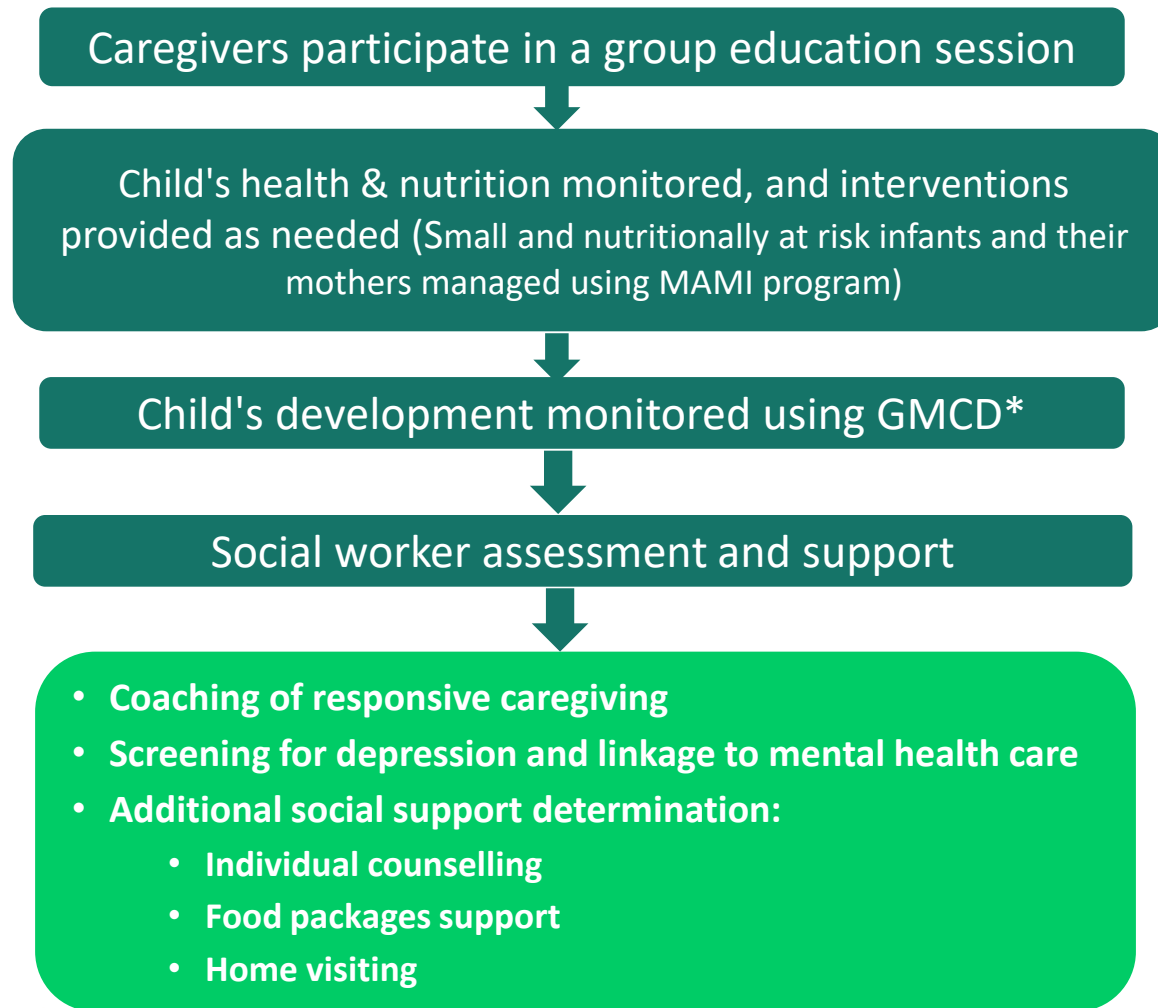 Caregivers participate in a group education session
Child's health & nutrition monitored, and interventions
provided as needed (Small and nutritionally at risk infants and their
mothers managed using MAMI program)
Child's development monitored using GMCD*
Social worker assessment and support
• Coaching of responsive caregiving
• Screening for depression and linkage to mental health care
• Additional social support determination:
• Individual counselling
• Food packages support
• Home visiting